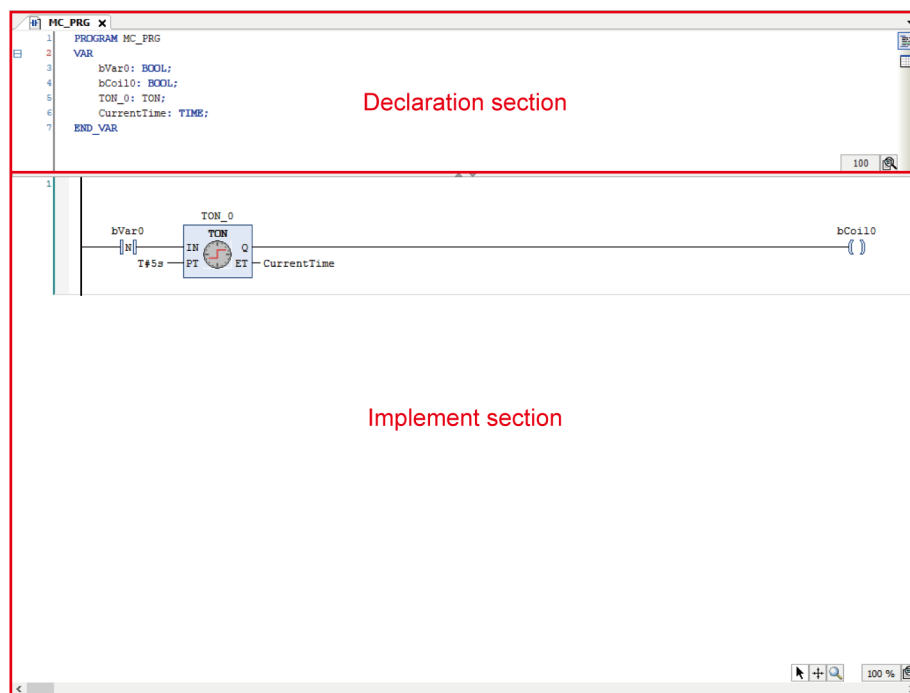 MC_PRG X
1 PROGRAM MC_PRG
2 VAR
3 bVar0: BOOL;
4 bCoil0: BOOL;
5 TON_0: TON;
6 CurrentTime: TIME;
7 END_VAR
Declaration section
100
1
TON_0
bVar0 TON bCoil0
N IN Q
T#5s PT ET CurrentTime
Implement section
100 %